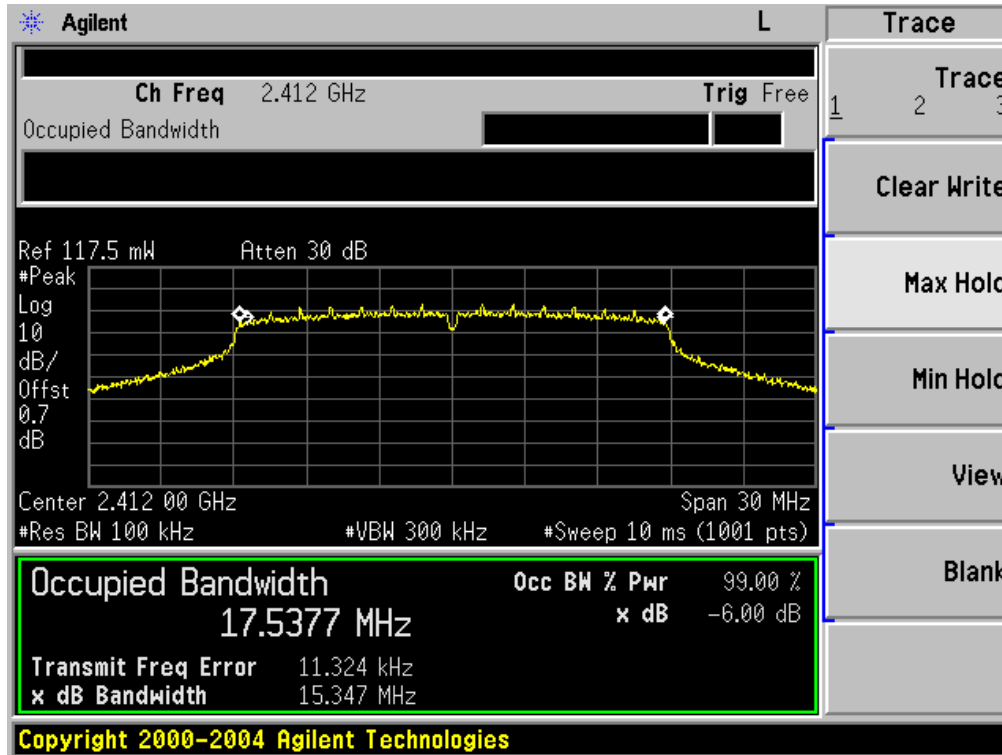 Agilent L
Ch Freq 2.412 GHz Trig Free
Occupied Bandwidth
Ref 117.5 mW Atten 30 dB
#Peak
Log
10
dB/
Offst
0.7
dB
Center 2.412 00 GHz Span 30 MHz
#Res BW 100 kHz #VBW 300 kHz #Sweep 10 ms (1001 pts)
Occupied Bandwidth
17.5377 MHz
Occ BW % Pwr 99.00 %
x dB -6.00 dB
Transmit Freq Error 11.324 kHz
x dB Bandwidth 15.347 MHz
Copyright 2000-2004 Agilent Technologies
Trace
Trace
1 2 3
Clear Write
Max Hold
Min Hold
View
Blank